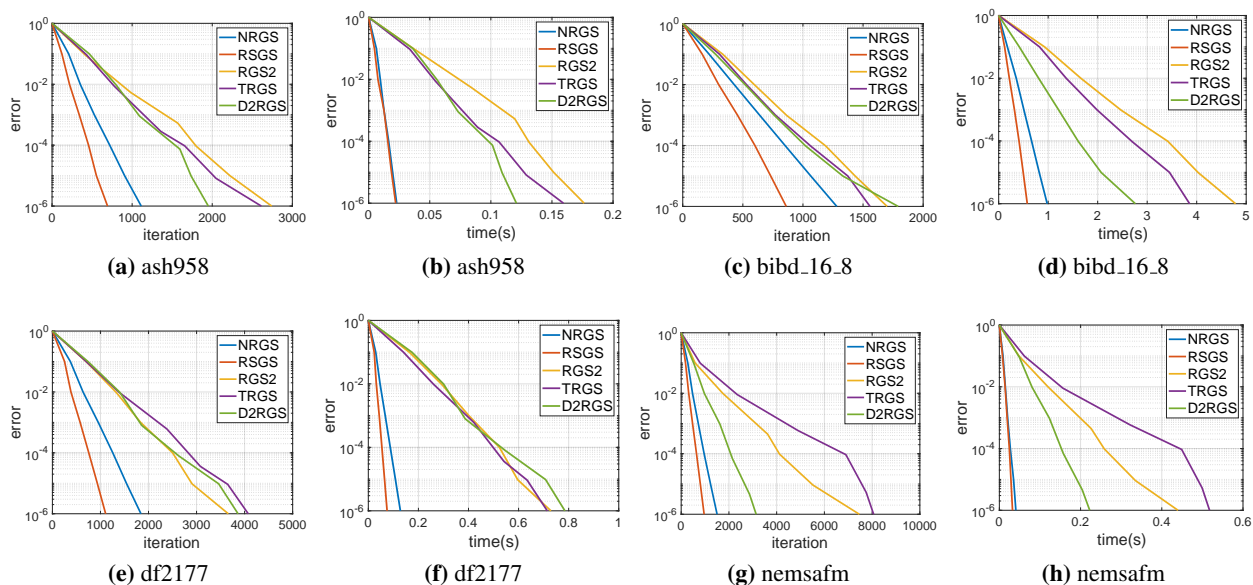 10^0
10^-2
10^-4
10^-6
error
0 1000 2000 3000
iteration
NRGS
RSGS
RGS2
TRGS
D2RGS
(a) ash958
10^0
10^-2
10^-4
10^-6
error
0 0.05 0.1 0.15 0.2
time(s)
NRGS
RSGS
RGS2
TRGS
D2RGS
(b) ash958
10^0
10^-2
10^-4
10^-6
error
0 500 1000 1500 2000
iteration
NRGS
RSGS
RGS2
TRGS
D2RGS
(c) bibd_16_8
10^0
10^-2
10^-4
10^-6
error
0 1 2 3 4 5
time(s)
NRGS
RSGS
RGS2
TRGS
D2RGS
(d) bibd_16_8
10^0
10^-2
10^-4
10^-6
error
0 1000 2000 3000 4000 5000
iteration
NRGS
RSGS
RGS2
TRGS
D2RGS
(e) df2177
10^0
10^-2
10^-4
10^-6
error
0 0.2 0.4 0.6 0.8 1
time(s)
NRGS
RSGS
RGS2
TRGS
D2RGS
(f) df2177
10^0
10^-2
10^-4
10^-6
error
0 2000 4000 6000 8000 10000
iteration
NRGS
RSGS
RGS2
TRGS
D2RGS
(g) nemsafm
10^0
10^-2
10^-4
10^-6
error
0 0.2 0.4 0.6
time(s)
NRGS
RSGS
RGS2
TRGS
D2RGS
(h) nemsafm